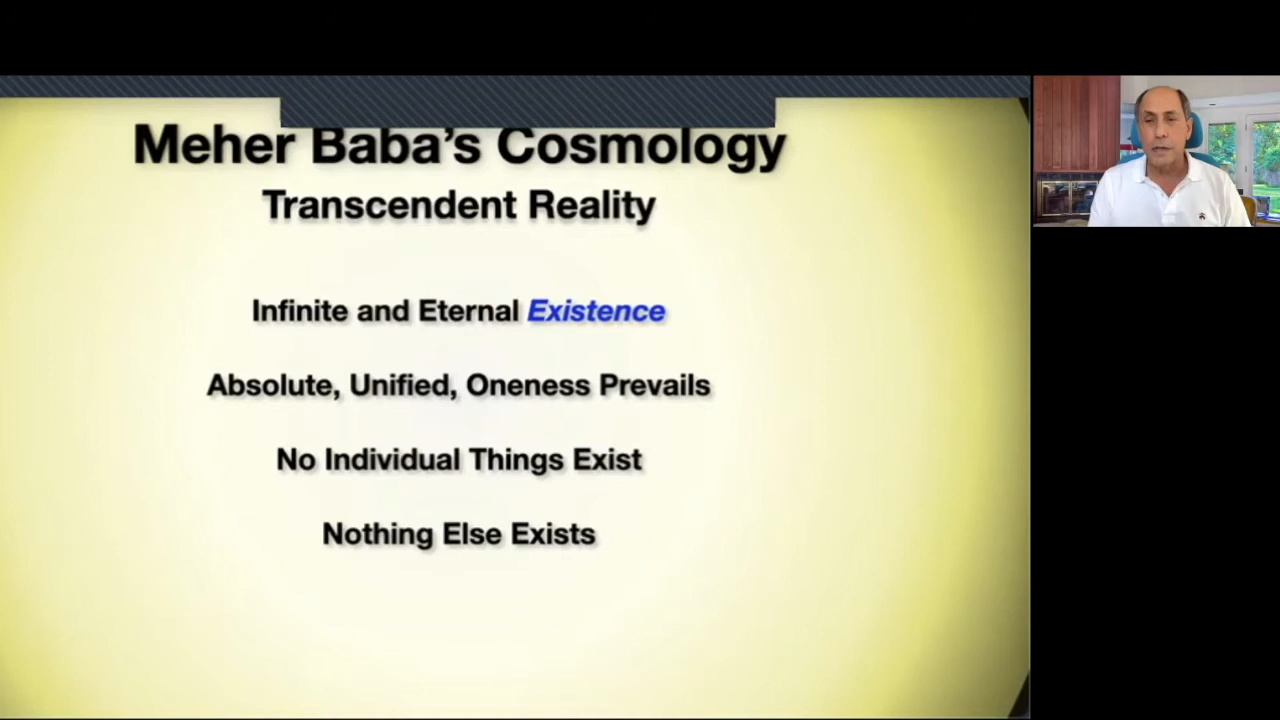 Meher Baba's Cosmology
Transcendent Reality
Infinite and Eternal Existence
Absolute, Unified, Oneness Prevails
No Individual Things Exist
Nothing Else Exists